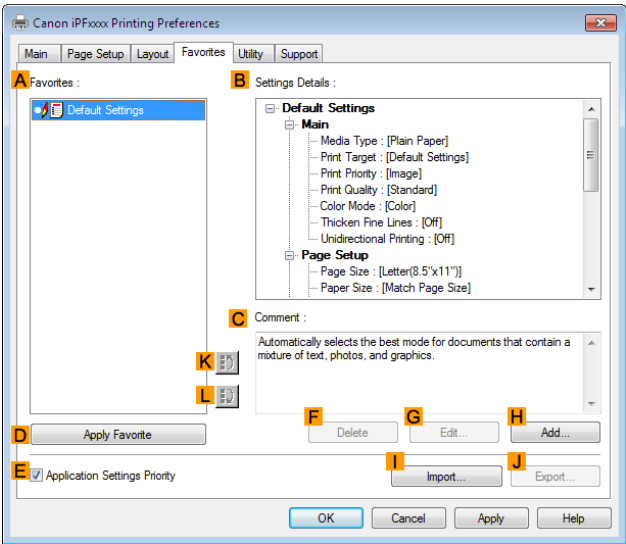 Canon iPFxxxx Printing Preferences
Main Page Setup Layout Favorites Utility Support
A Favorites :
Default Settings
B Settings Details :
Default Settings
Main
Media Type : [Plain Paper]
Print Target : [Default Settings]
Print Priority : [Image]
Print Quality : [Standard]
Color Mode : [Color]
Thicken Fine Lines : [Off]
Unidirectional Printing : [Off]
Page Setup
Page Size : [Letter(8.5"x11")]
Paper Size : [Match Page Size]
C Comment :
Automatically selects the best mode for documents that contain a
mixture of text, photos, and graphics.
K
L
D Apply Favorite
F Delete G Edit... H Add...
E Application Settings Priority
I Import... J Export...
OK Cancel Apply Help